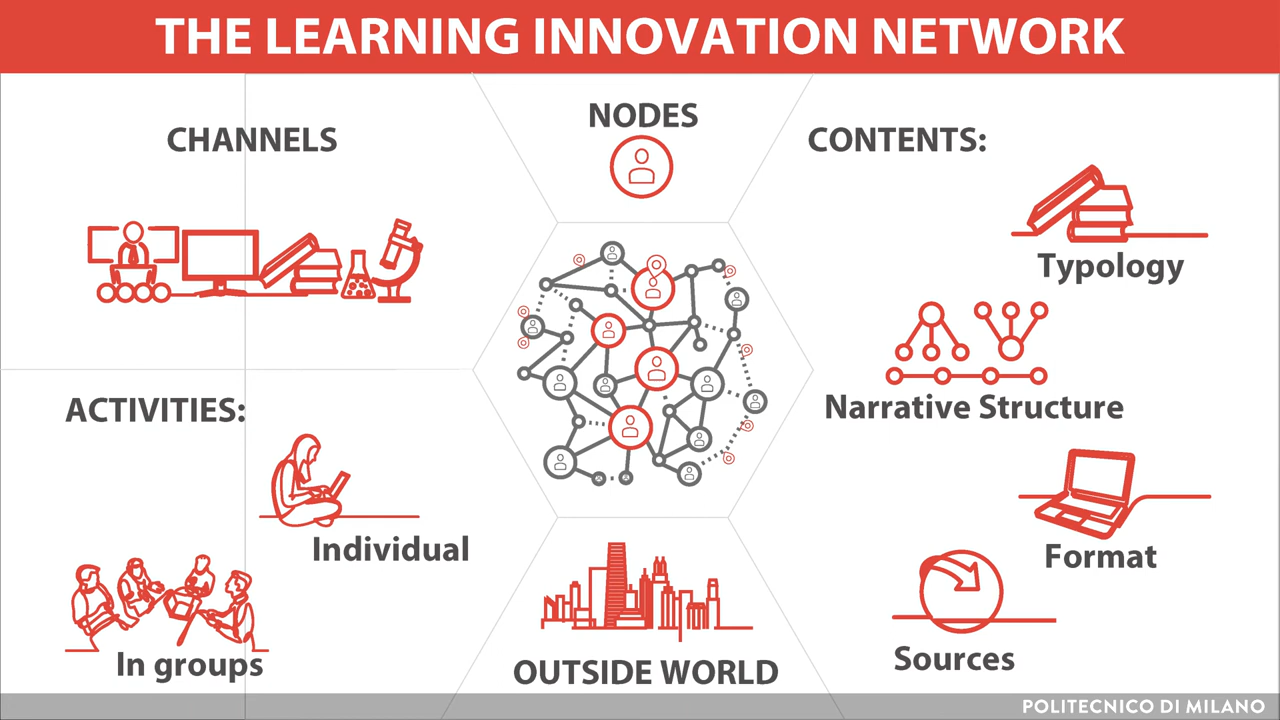 THE LEARNING INNOVATION NETWORK
CHANNELS
NODES
CONTENTS:
Typology
Narrative Structure
Format
Sources
ACTIVITIES:
Individual
In groups
OUTSIDE WORLD
POLITECNICO DI MILANO